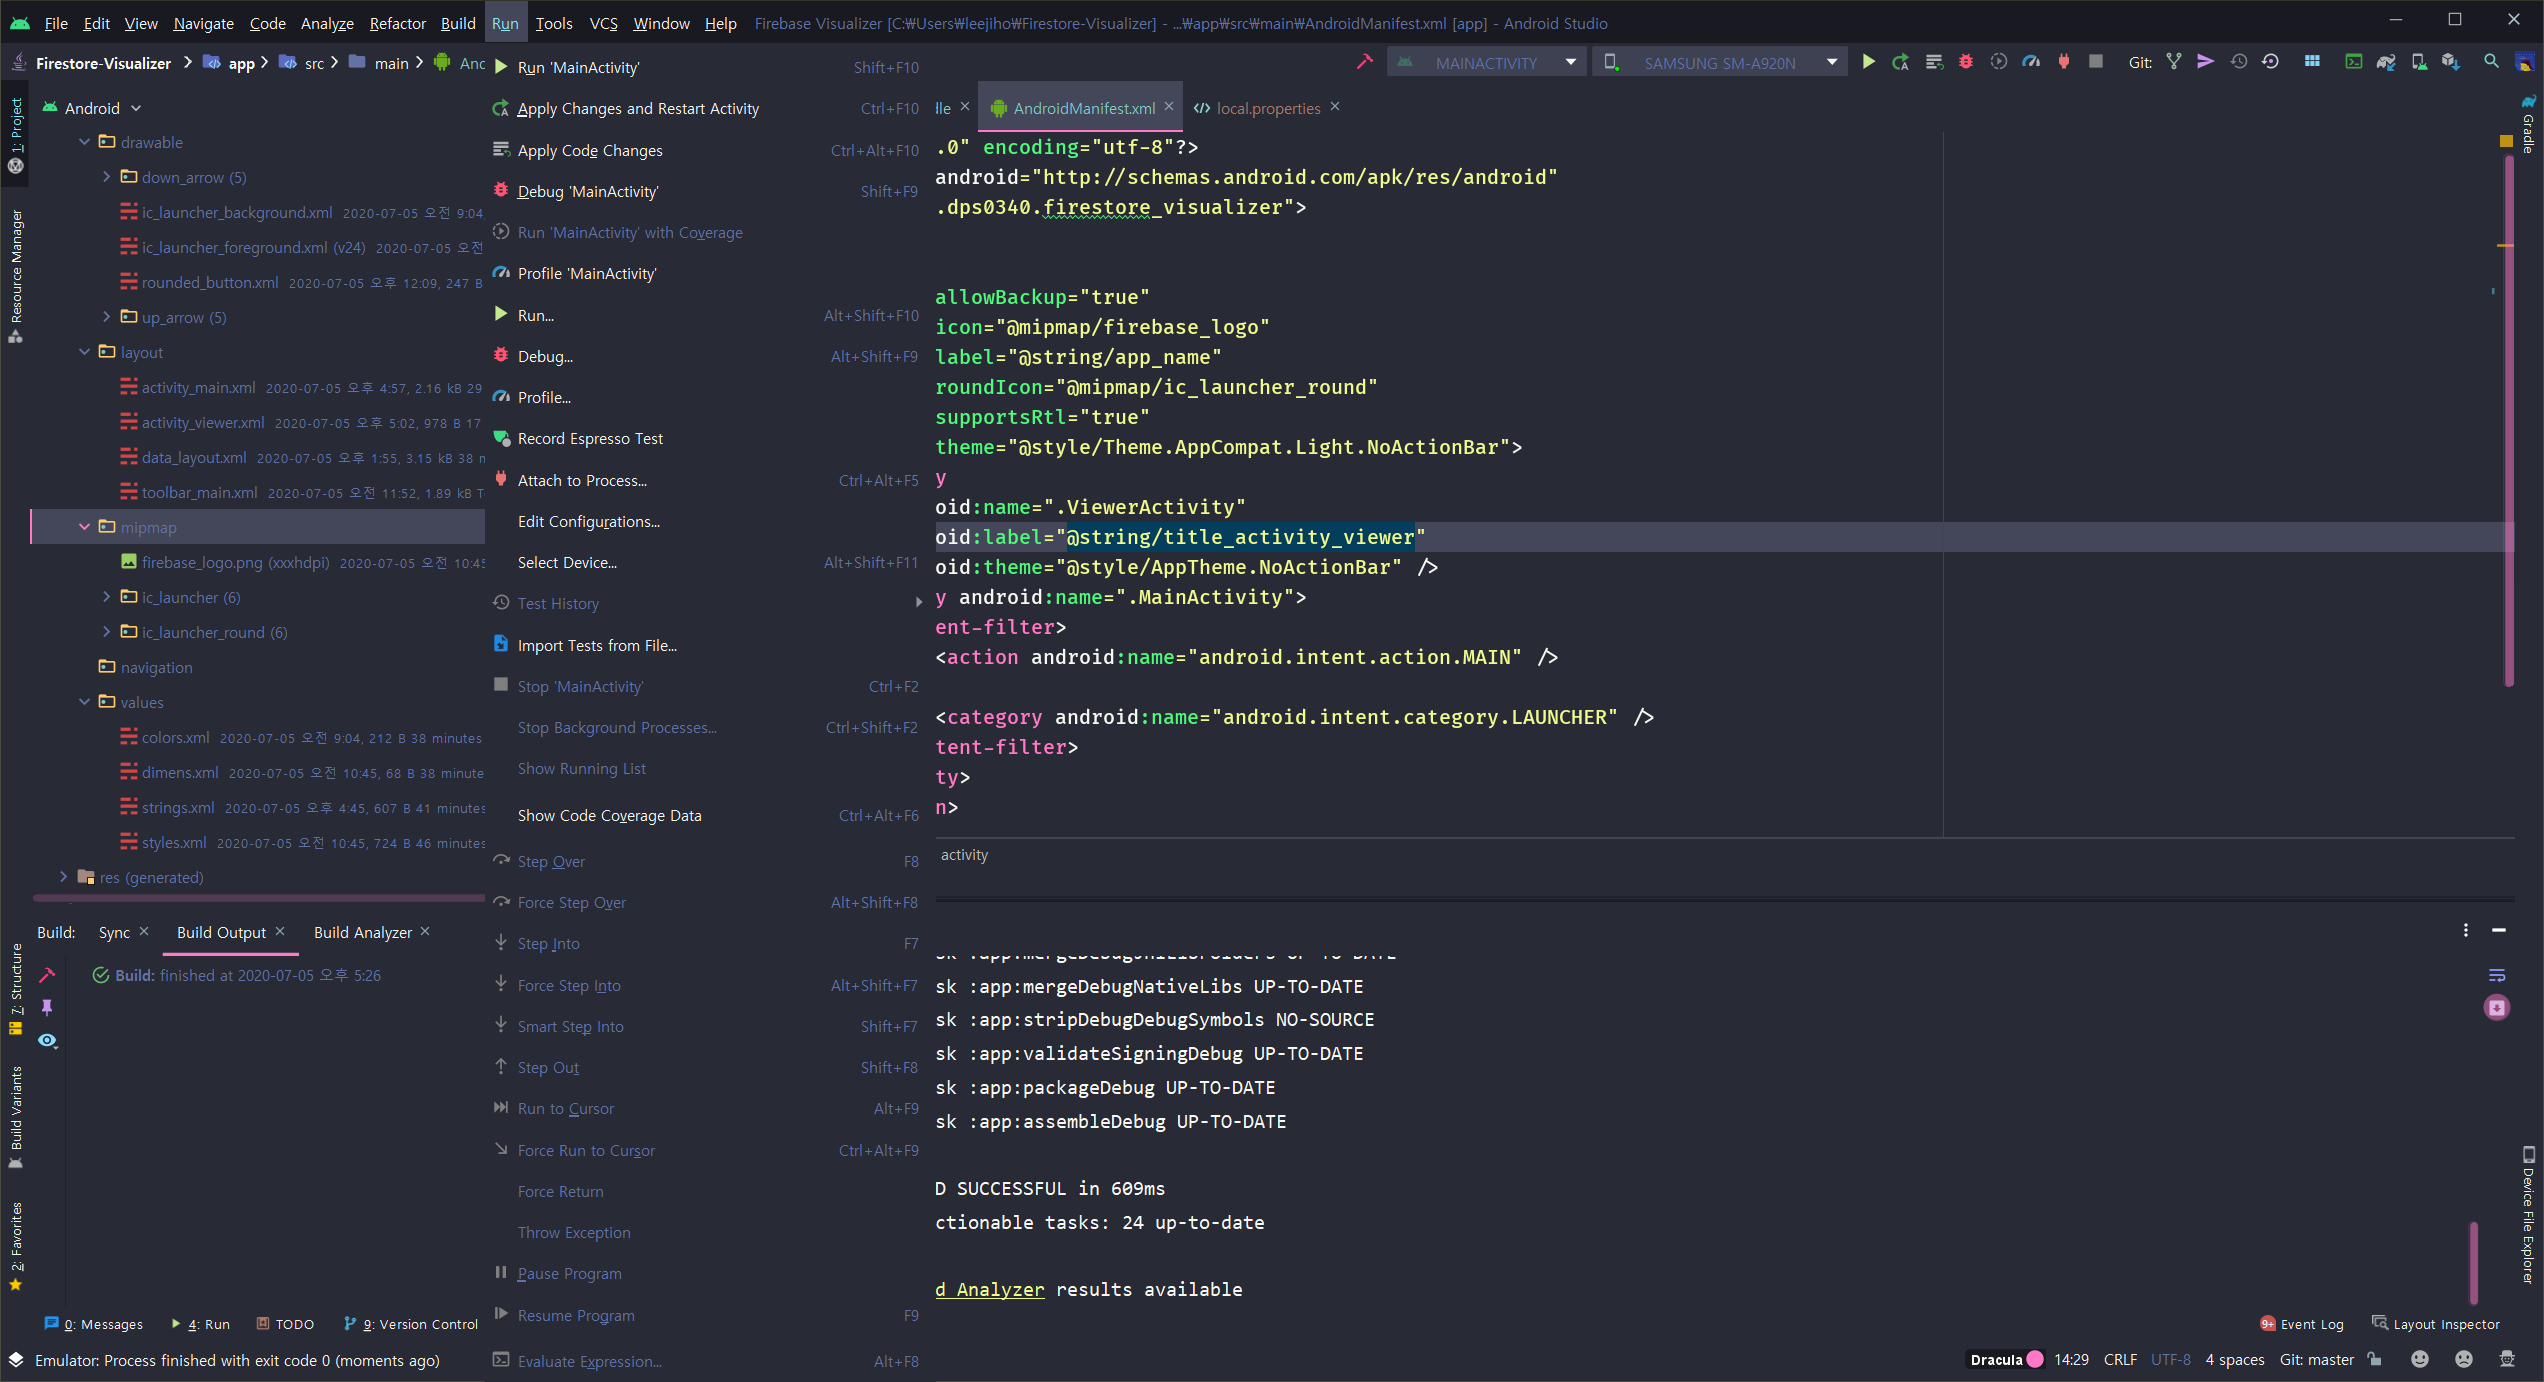 File Edit View Navigate Code Analyze Refactor Build Run Tools VCS Window Help Firebase Visualizer [C:₩Users₩leejiho₩Firestore-Visualizer] - ...₩app₩src₩main₩AndroidManifest.xml [app] - Android Studio
Firestore-Visualizer app src main Anc
MAINACTIVITY SAMSUNG SM-A920N Git:
1: Project
Resource Manager
7: Structure
Build Variants
2: Favorites
Android
drawable
down_arrow (5)
ic_launcher_background.xml 2020-07-05 오전 9:04,
ic_launcher_foreground.xml (v24) 2020-07-05 오전
rounded_button.xml 2020-07-05 오후 12:09, 247 B
up_arrow (5)
layout
activity_main.xml 2020-07-05 오후 4:57, 2.16 kB 29
activity_viewer.xml 2020-07-05 오후 5:02, 978 B 17
data_layout.xml 2020-07-05 오후 1:55, 3.15 kB 38 m
toolbar_main.xml 2020-07-05 오전 11:52, 1.89 kB T
mipmap
firebase_logo.png (xxxhdpi) 2020-07-05 오전 10:45
ic_launcher (6)
ic_launcher_round (6)
navigation
values
colors.xml 2020-07-05 오전 9:04, 212 B 38 minutes
dimens.xml 2020-07-05 오전 10:45, 68 B 38 minute
strings.xml 2020-07-05 오후 4:45, 607 B 41 minutes
styles.xml 2020-07-05 오전 10:45, 724 B 46 minutes
res (generated)
Run 'MainActivity' Shift+F10
Apply Changes and Restart Activity Ctrl+F10
Apply Code Changes Ctrl+Alt+F10
Debug 'MainActivity' Shift+F9
Run 'MainActivity' with Coverage
Profile 'MainActivity'
Run... Alt+Shift+F10
Debug... Alt+Shift+F9
Profile...
Record Espresso Test
Attach to Process... Ctrl+Alt+F5
Edit Configurations...
Select Device... Alt+Shift+F11
Test History
Import Tests from File...
Stop 'MainActivity' Ctrl+F2
Stop Background Processes... Ctrl+Shift+F2
Show Running List
Show Code Coverage Data Ctrl+Alt+F6
Step Over F8
Force Step Over Alt+Shift+F8
Step Into F7
Force Step Into Alt+Shift+F7
Smart Step Into Shift+F7
Step Out Shift+F8
Run to Cursor Alt+F9
Force Run to Cursor Ctrl+Alt+F9
Force Return
Throw Exception
Pause Program
Resume Program F9
Evaluate Expression... Alt+F8
dle AndroidManifest.xml local.properties
.0" encoding="utf-8"?>
android="http://schemas.android.com/apk/res/android"
.dps0340.firestore_visualizer">
allowBackup="true"
icon="@mipmap/firebase_logo"
label="@string/app_name"
roundIcon="@mipmap/ic_launcher_round"
supportsRtl="true"
theme="@style/Theme.AppCompat.Light.NoActionBar">
y
oid:name=".ViewerActivity"
oid:label="@string/title_activity_viewer"
oid:theme="@style/AppTheme.NoActionBar" />
y android:name=".MainActivity">
ent-filter>
<action android:name="android.intent.action.MAIN" />
<category android:name="android.intent.category.LAUNCHER" />
tent-filter>
ty>
n>
activity
Gradle
Device File Explorer
Build: Sync Build Output Build Analyzer
Build: finished at 2020-07-05 오후 5:26
sk :app:mergeDebugJniLibFolders UP-TO-DATE
sk :app:mergeDebugNativeLibs UP-TO-DATE
sk :app:stripDebugDebugSymbols NO-SOURCE
sk :app:validateSigningDebug UP-TO-DATE
sk :app:packageDebug UP-TO-DATE
sk :app:assembleDebug UP-TO-DATE
D SUCCESSFUL in 609ms
ctionable tasks: 24 up-to-date
d Analyzer results available
0: Messages 4: Run TODO 9: Version Control 9+ Event Log Layout Inspector
Emulator: Process finished with exit code 0 (moments ago) Dracula 14:29 CRLF UTF-8 4 spaces Git: master